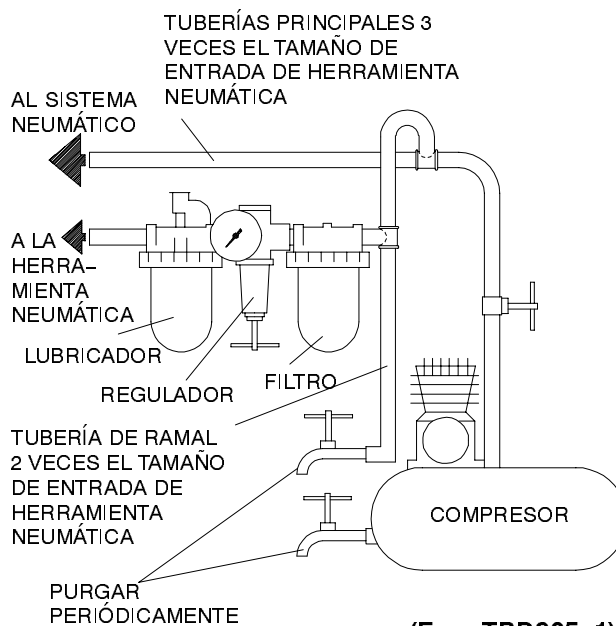 TUBERÍAS PRINCIPALES 3
VECES EL TAMAÑO DE
ENTRADA DE HERRAMIENTA
NEUMÁTICA
AL SISTEMA
NEUMÁTICO
A LA
HERRA–
MIENTA
NEUMÁTICA
LUBRICADOR
REGULADOR
FILTRO
TUBERÍA DE RAMAL
2 VECES EL TAMAÑO
DE ENTRADA DE
HERRAMIENTA
NEUMÁTICA
COMPRESOR
PURGAR
PERIÓDICAMENTE